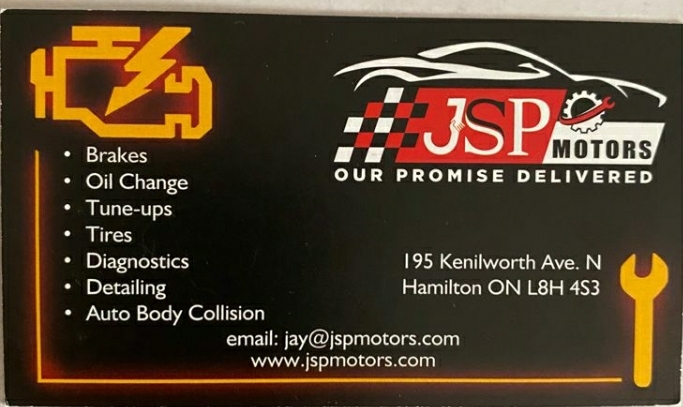 JSP
MOTORS
OUR PROMISE DELIVERED
• Brakes
• Oil Change
• Tune-ups
• Tires
• Diagnostics
• Detailing
• Auto Body Collision
195 Kenilworth Ave. N
Hamilton ON L8H 4S3
email: jay@jspmotors.com
www.jspmotors.com